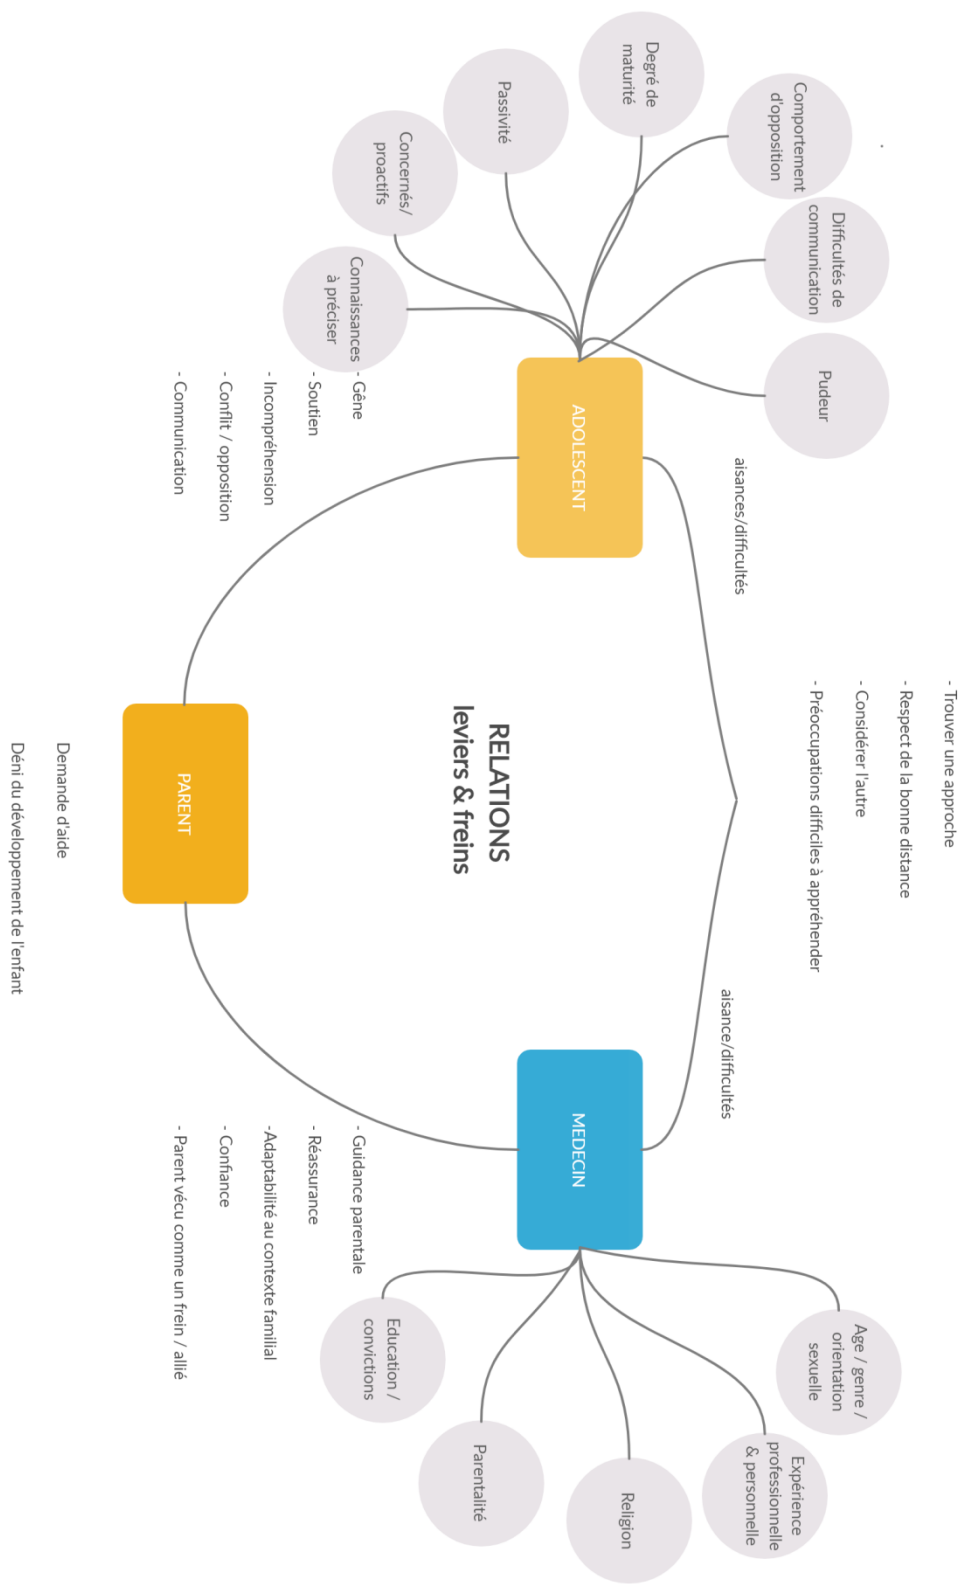 - Trouver une approche
- Respect de la bonne distance
- Considérer l'autre
- Préoccupations difficiles à appréhender
Pudeur
Difficultés de
communication
Comportement
d'opposition
Degré de
maturité
Passivité
Concernés/
proactifs
Connaissances
à préciser
aisances/difficultés
aisance/difficultés
ADOLESCENT
MEDECIN
Age / genre /
orientation
sexuelle
Expérience
professionnelle
& personnelle
Religion
Parentalité
Education /
convictions
RELATIONS
leviers & freins
- Gêne
- Soutien
- Incompréhension
- Conflit / opposition
- Communication
- Guidance parentale
- Réassurance
-Adaptabilité au contexte familial
- Confiance
- Parent vécu comme un frein / allié
PARENT
Demande d'aide
Déni du développement de l'enfant